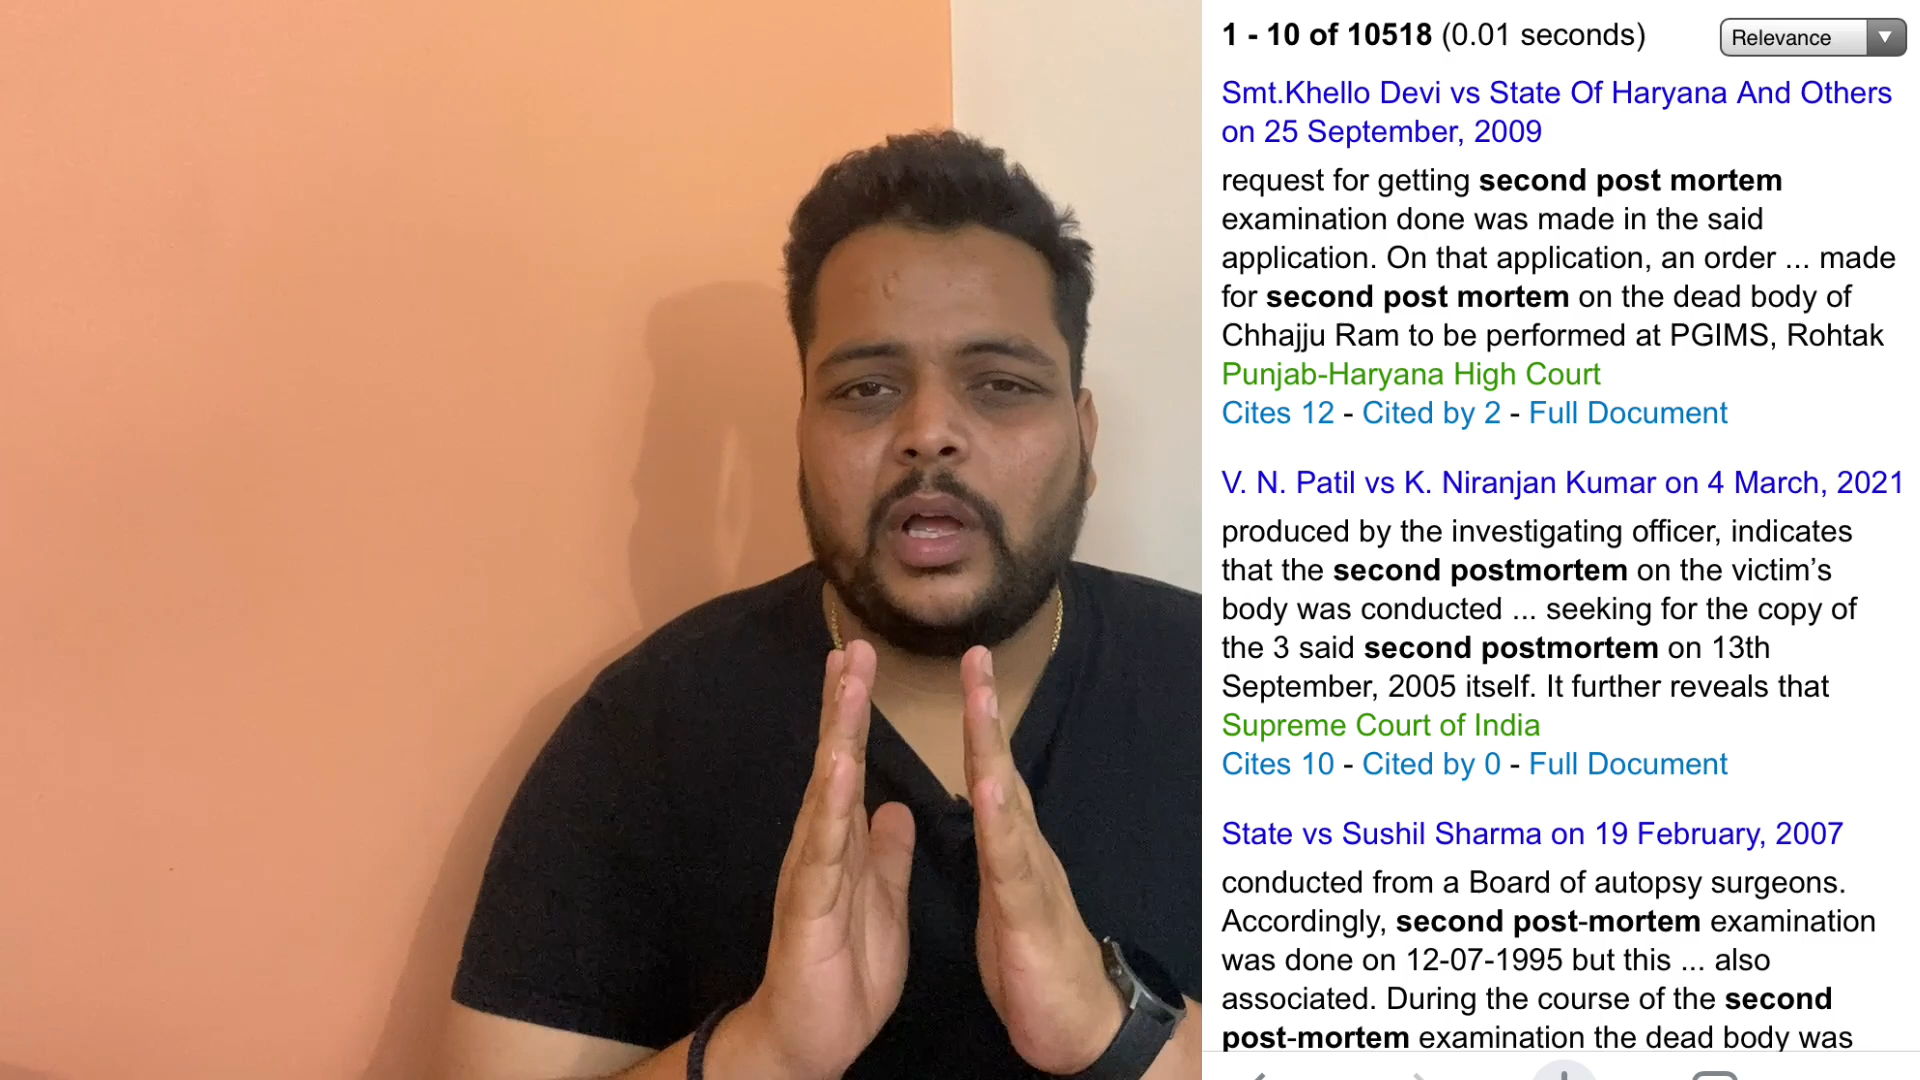 1 - 10 of 10518 (0.01 seconds)
Relevance
Smt.Khello Devi vs State Of Haryana And Others
on 25 September, 2009
request for getting second post mortem
examination done was made in the said
application. On that application, an order ... made
for second post mortem on the dead body of
Chhajju Ram to be performed at PGIMS, Rohtak
Punjab-Haryana High Court
Cites 12 - Cited by 2 - Full Document
V. N. Patil vs K. Niranjan Kumar on 4 March, 2021
produced by the investigating officer, indicates
that the second postmortem on the victim’s
body was conducted ... seeking for the copy of
the 3 said second postmortem on 13th
September, 2005 itself. It further reveals that
Supreme Court of India
Cites 10 - Cited by 0 - Full Document
State vs Sushil Sharma on 19 February, 2007
conducted from a Board of autopsy surgeons.
Accordingly, second post-mortem examination
was done on 12-07-1995 but this ... also
associated. During the course of the second
post-mortem examination the dead body was